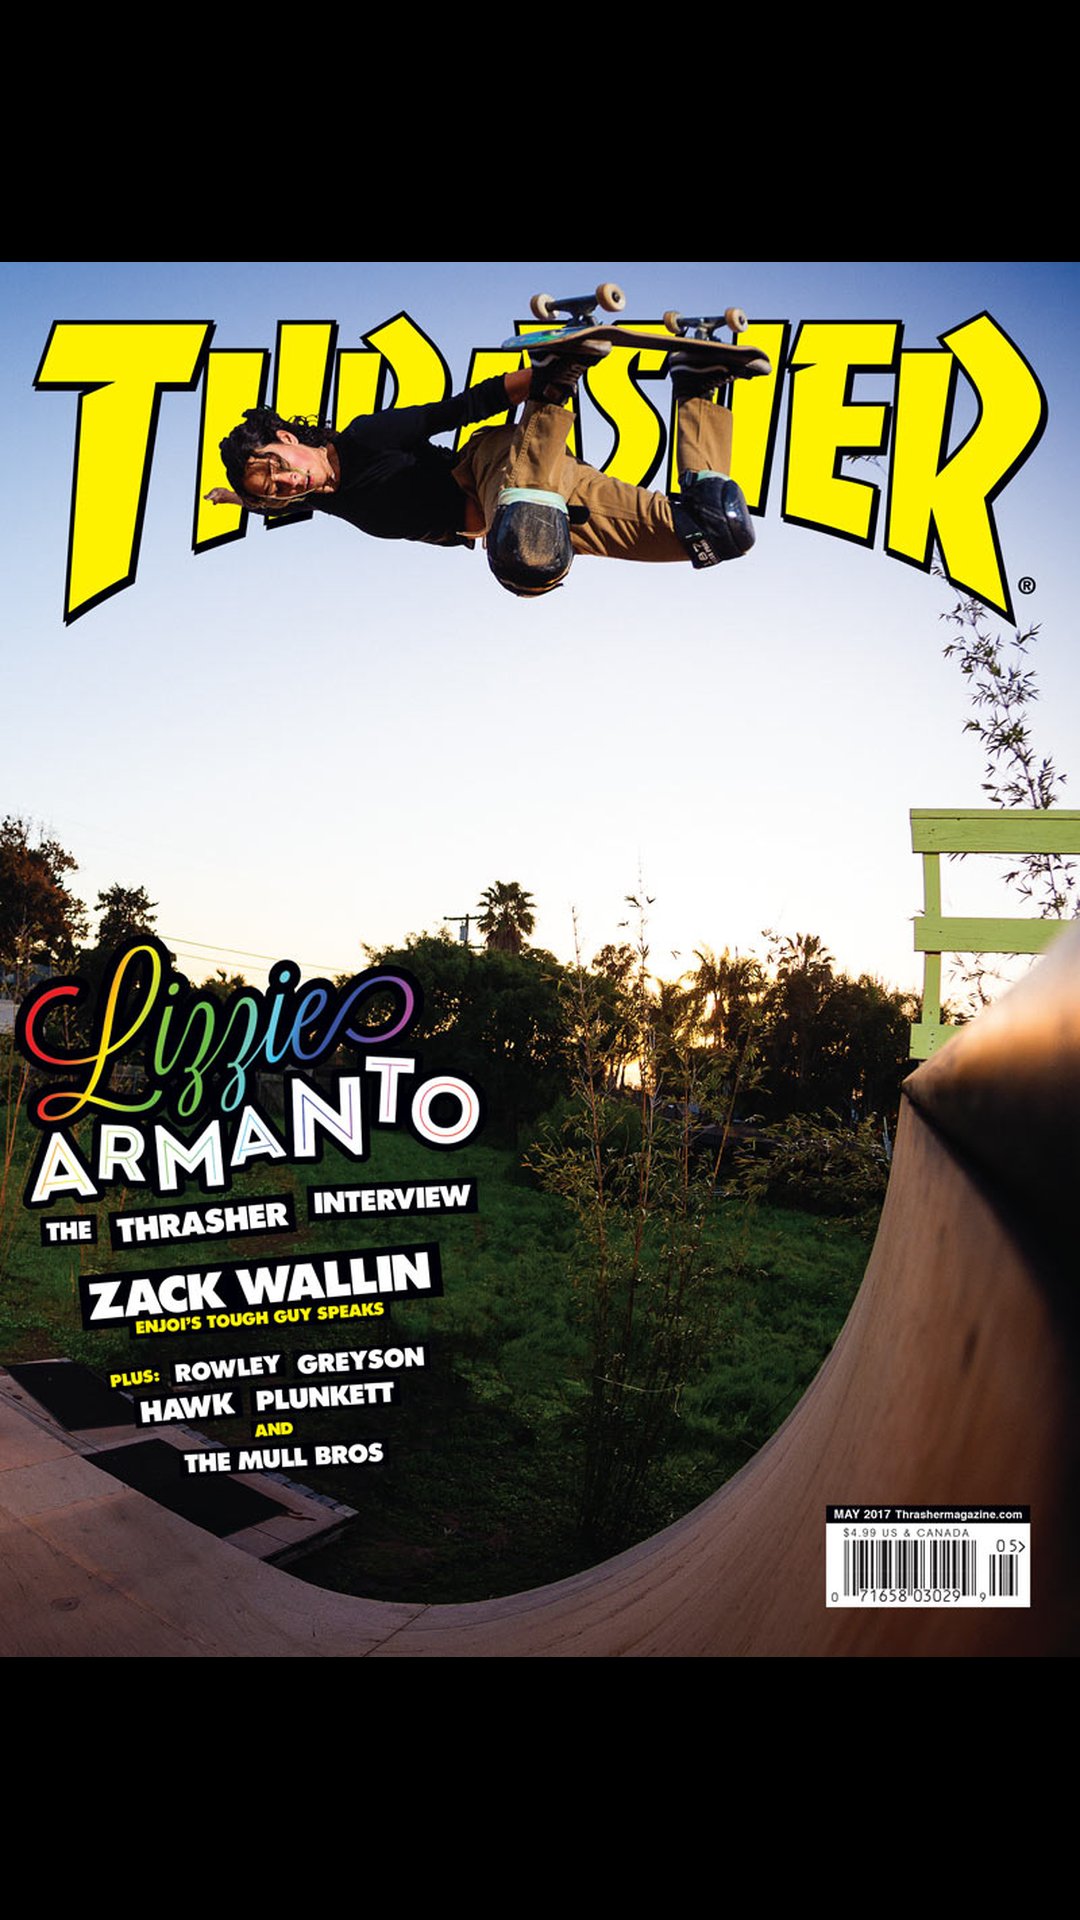 THRASHER®
Lizzie
ARMANTO
THE THRASHER INTERVIEW
ZACK WALLIN
ENJOI'S TOUGH GUY SPEAKS
PLUS: ROWLEY GREYSON
HAWK PLUNKETT
AND
THE MULL BROS
MAY 2017 Thrashermagazine.com
$4.99 US & CANADA
05>
0 71658 03029 9